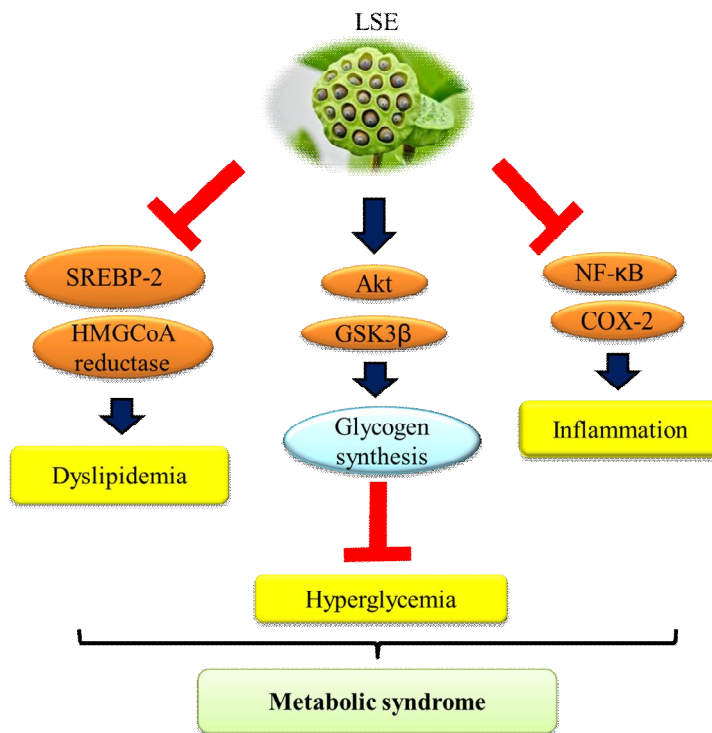 LSE
SREBP-2
HMGCoA
reductase
Dyslipidemia
Akt
GSK3β
Glycogen
synthesis
Hyperglycemia
NF-κB
COX-2
Inflammation
Metabolic syndrome